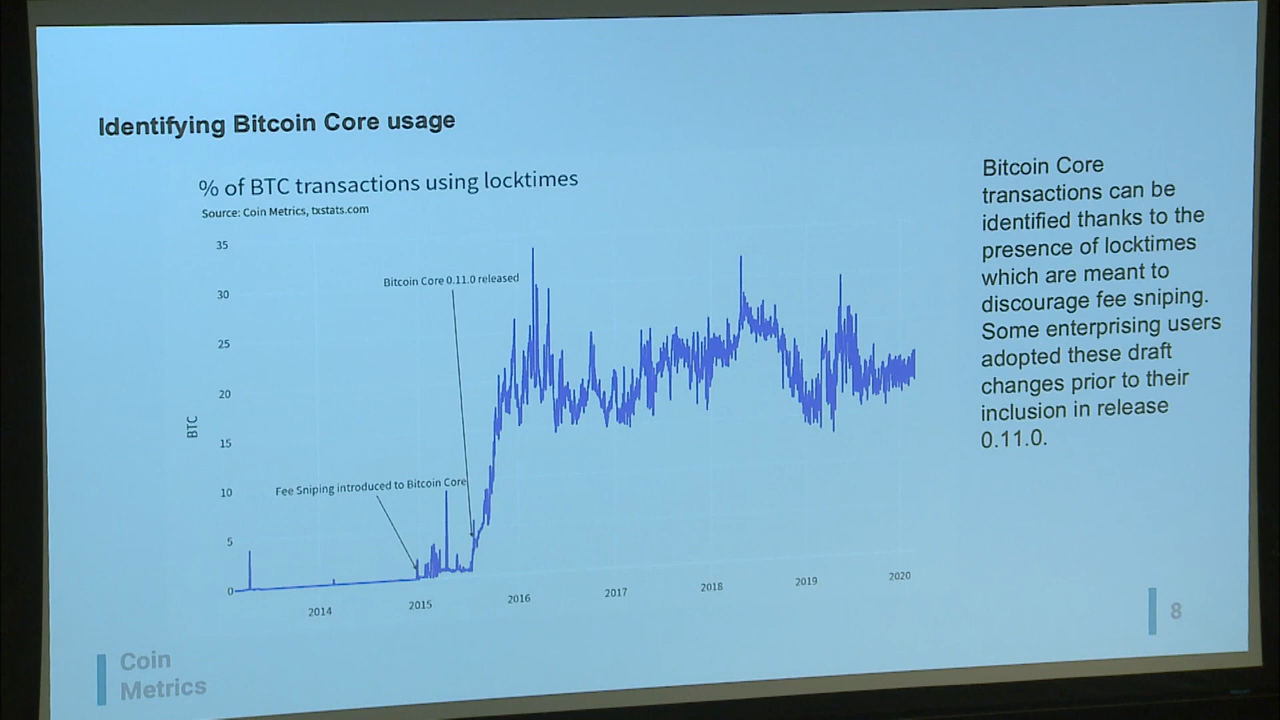 Identifying Bitcoin Core usage
% of BTC transactions using locktimes
Source: Coin Metrics, txstats.com
35
30
25
20
15
10
5
0
BTC
Bitcoin Core 0.11.0 released
Fee Sniping introduced to Bitcoin Core
2014
2015
2016
2017
2018
2019
2020
Bitcoin Core
transactions can be
identified thanks to the
presence of locktimes
which are meant to
discourage fee sniping.
Some enterprising users
adopted these draft
changes prior to their
inclusion in release
0.11.0.
Coin
Metrics
8